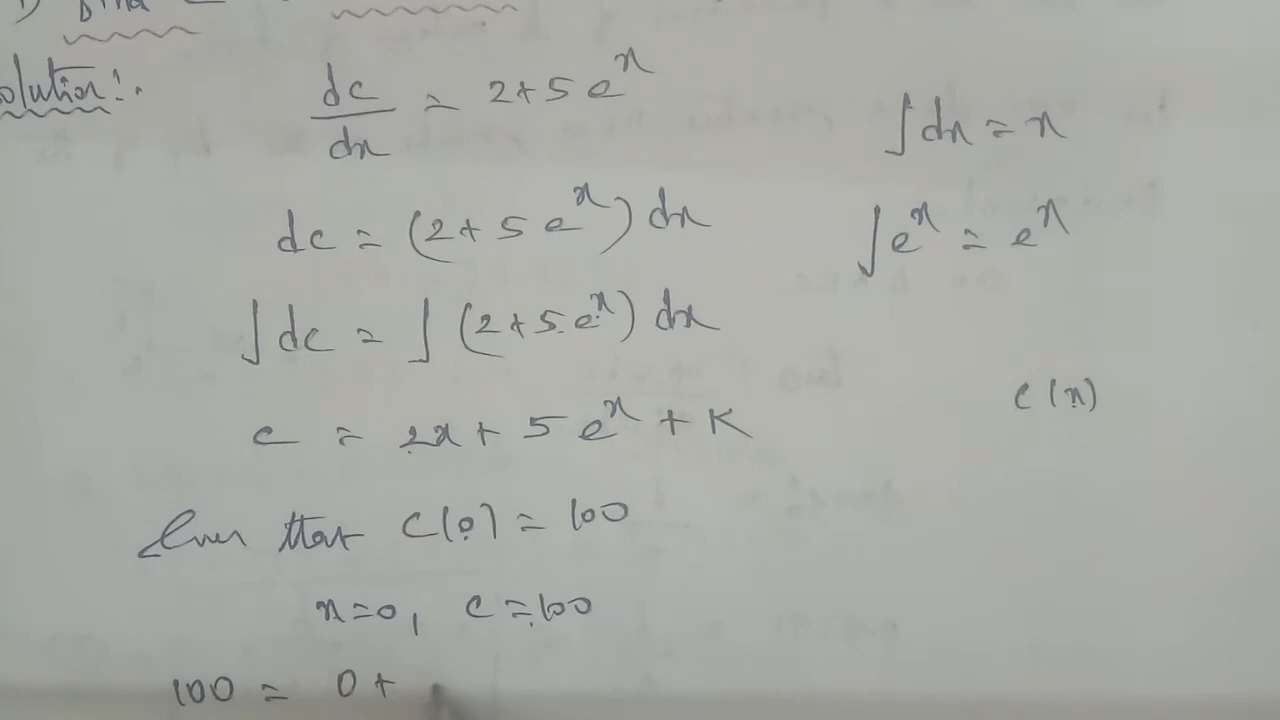 solution:.
dc/dx = 2+5e^x
∫dx = x
dc = (2+5e^x) dx
∫e^x = e^x
∫dc = ∫(2+5e^x) dx
c(x)
c = 2x+5e^x+K
Given that C(0) = 100
x=0, c=100
100 = 0+